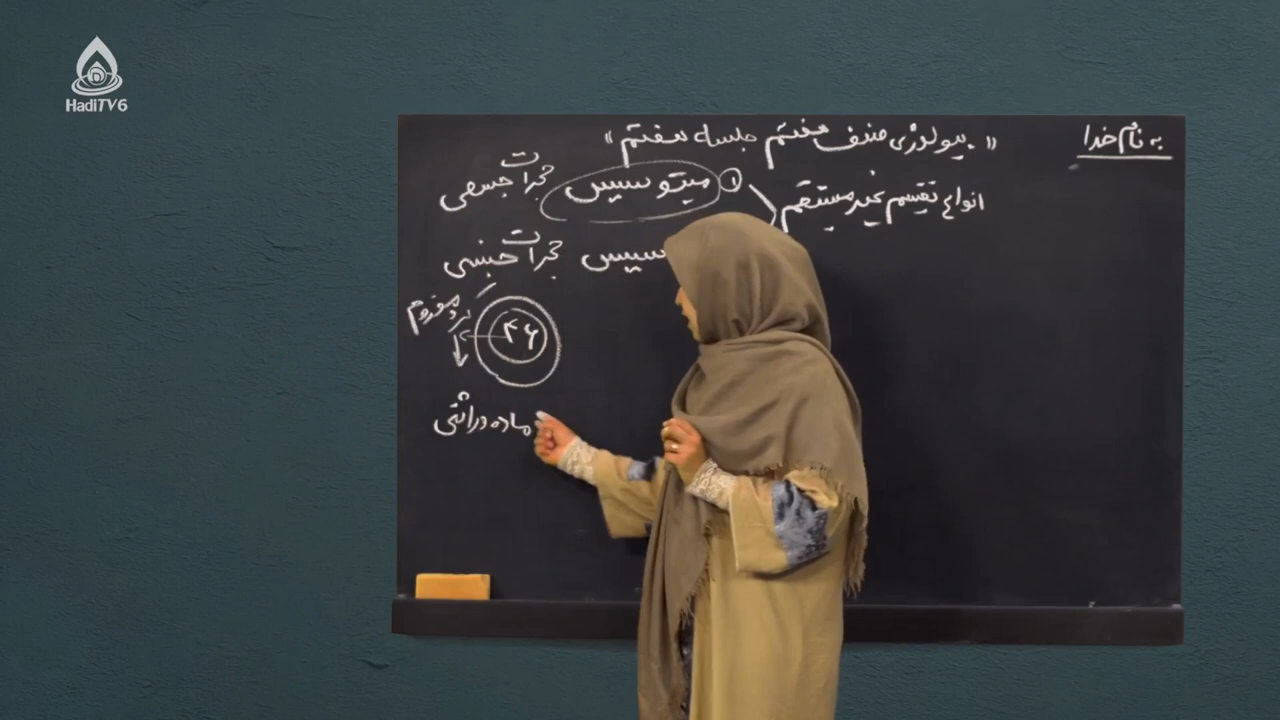 HadiTV6
به نام خدا
«بیولوژی صنف هفتم جلسه هفتم»
انواع تقسیم غیر مستقیم
① میتوسیس حجرات جسمی
سیس حجرات جنسی
۴۶
ماده وراثتی